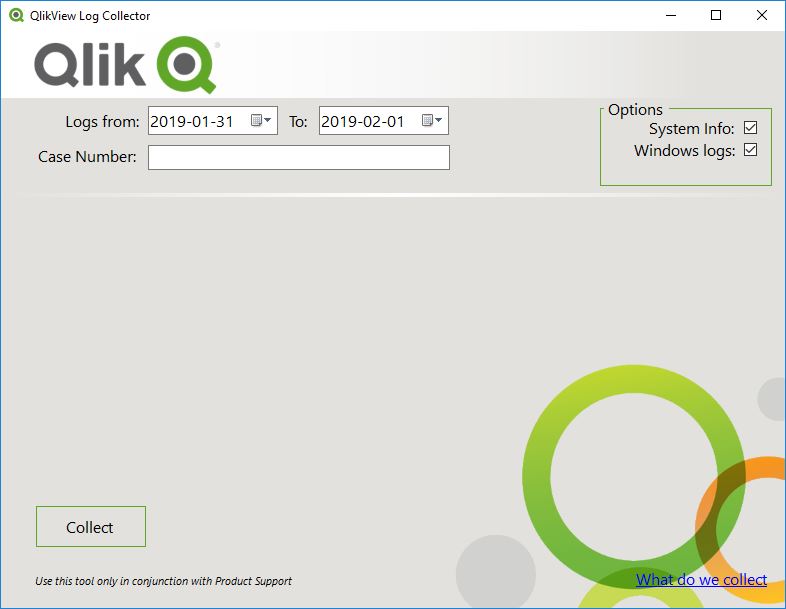 QlikView Log Collector
Qlik
Logs from: 2019-01-31 To: 2019-02-01
Case Number:
Options
System Info:
Windows logs:
Collect
Use this tool only in conjunction with Product Support
What do we collect